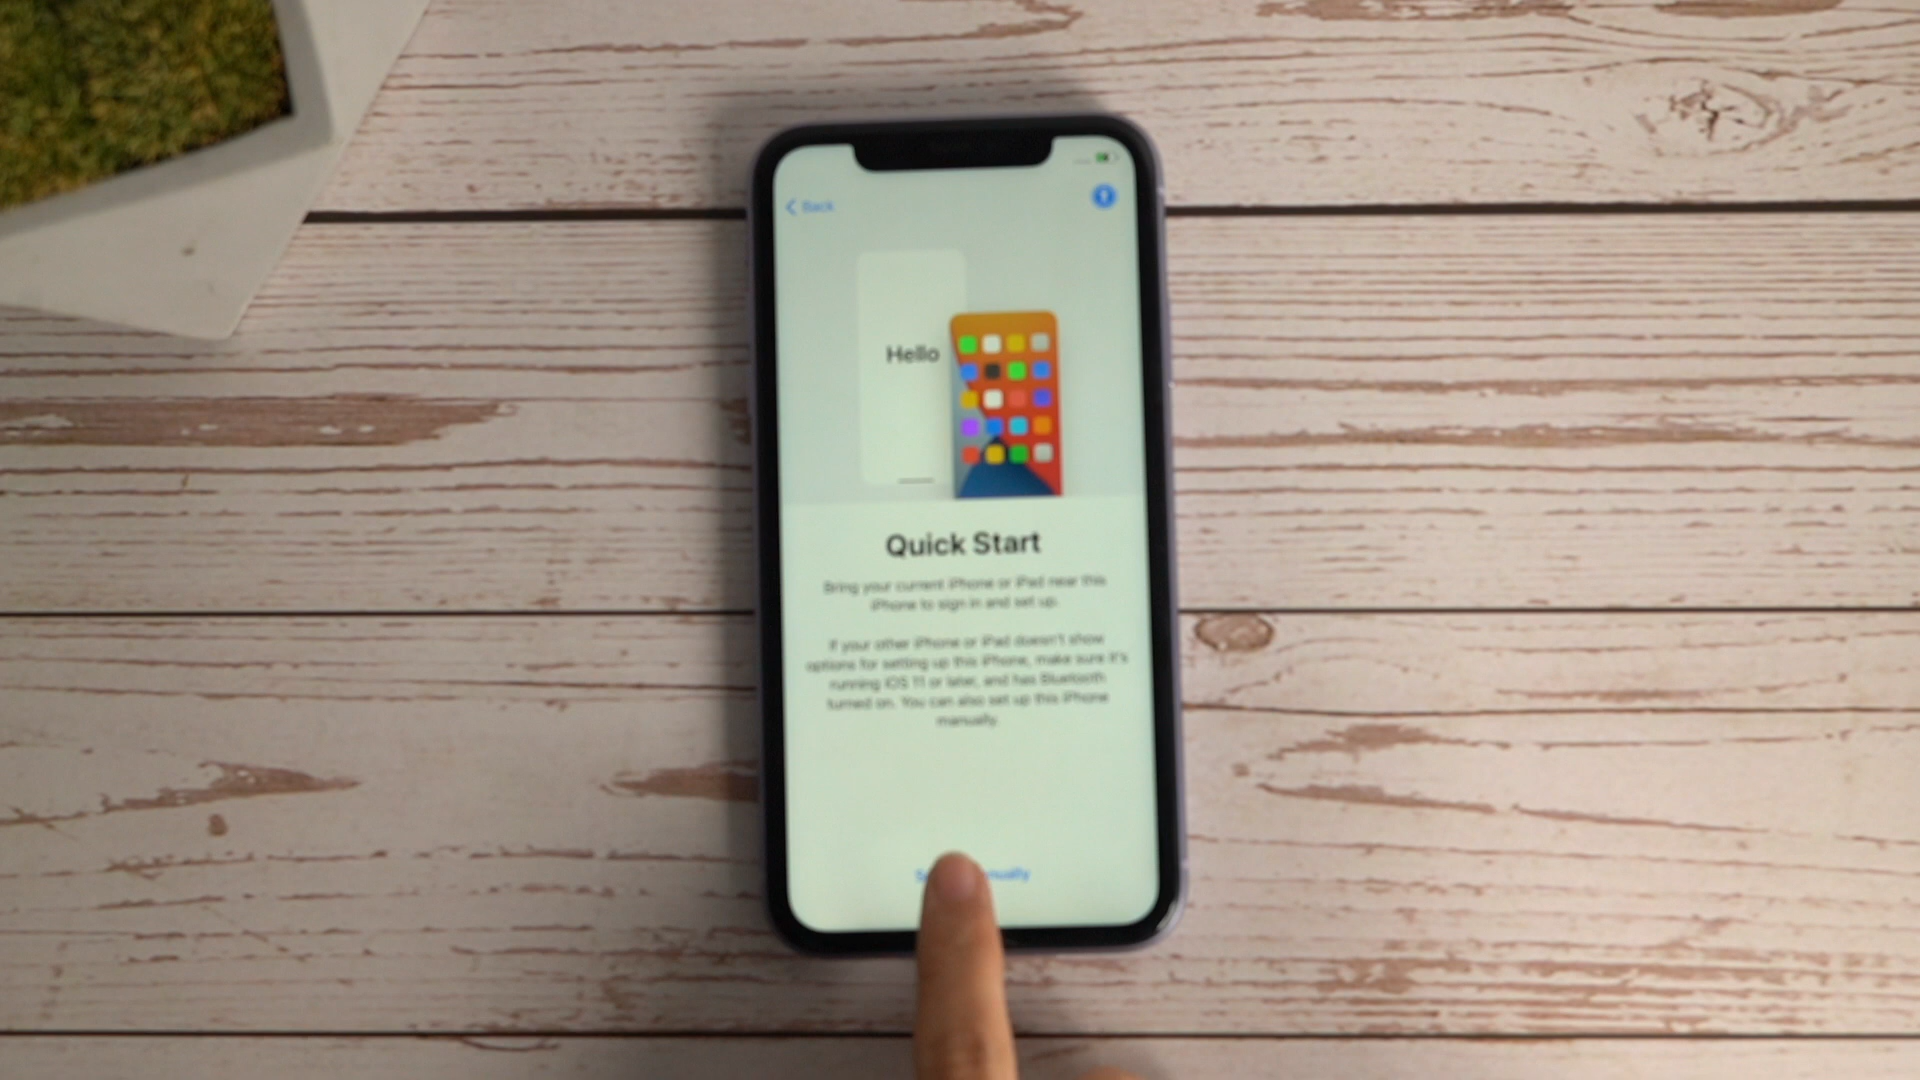 Back
Hello
Quick Start
Bring your current iPhone or iPad near this
iPhone to sign in and set up.
If your other iPhone or iPad doesn't show
options for setting up this iPhone, make sure it's
running iOS 11 or later, and has Bluetooth
turned on. You can also set up this iPhone
manually.